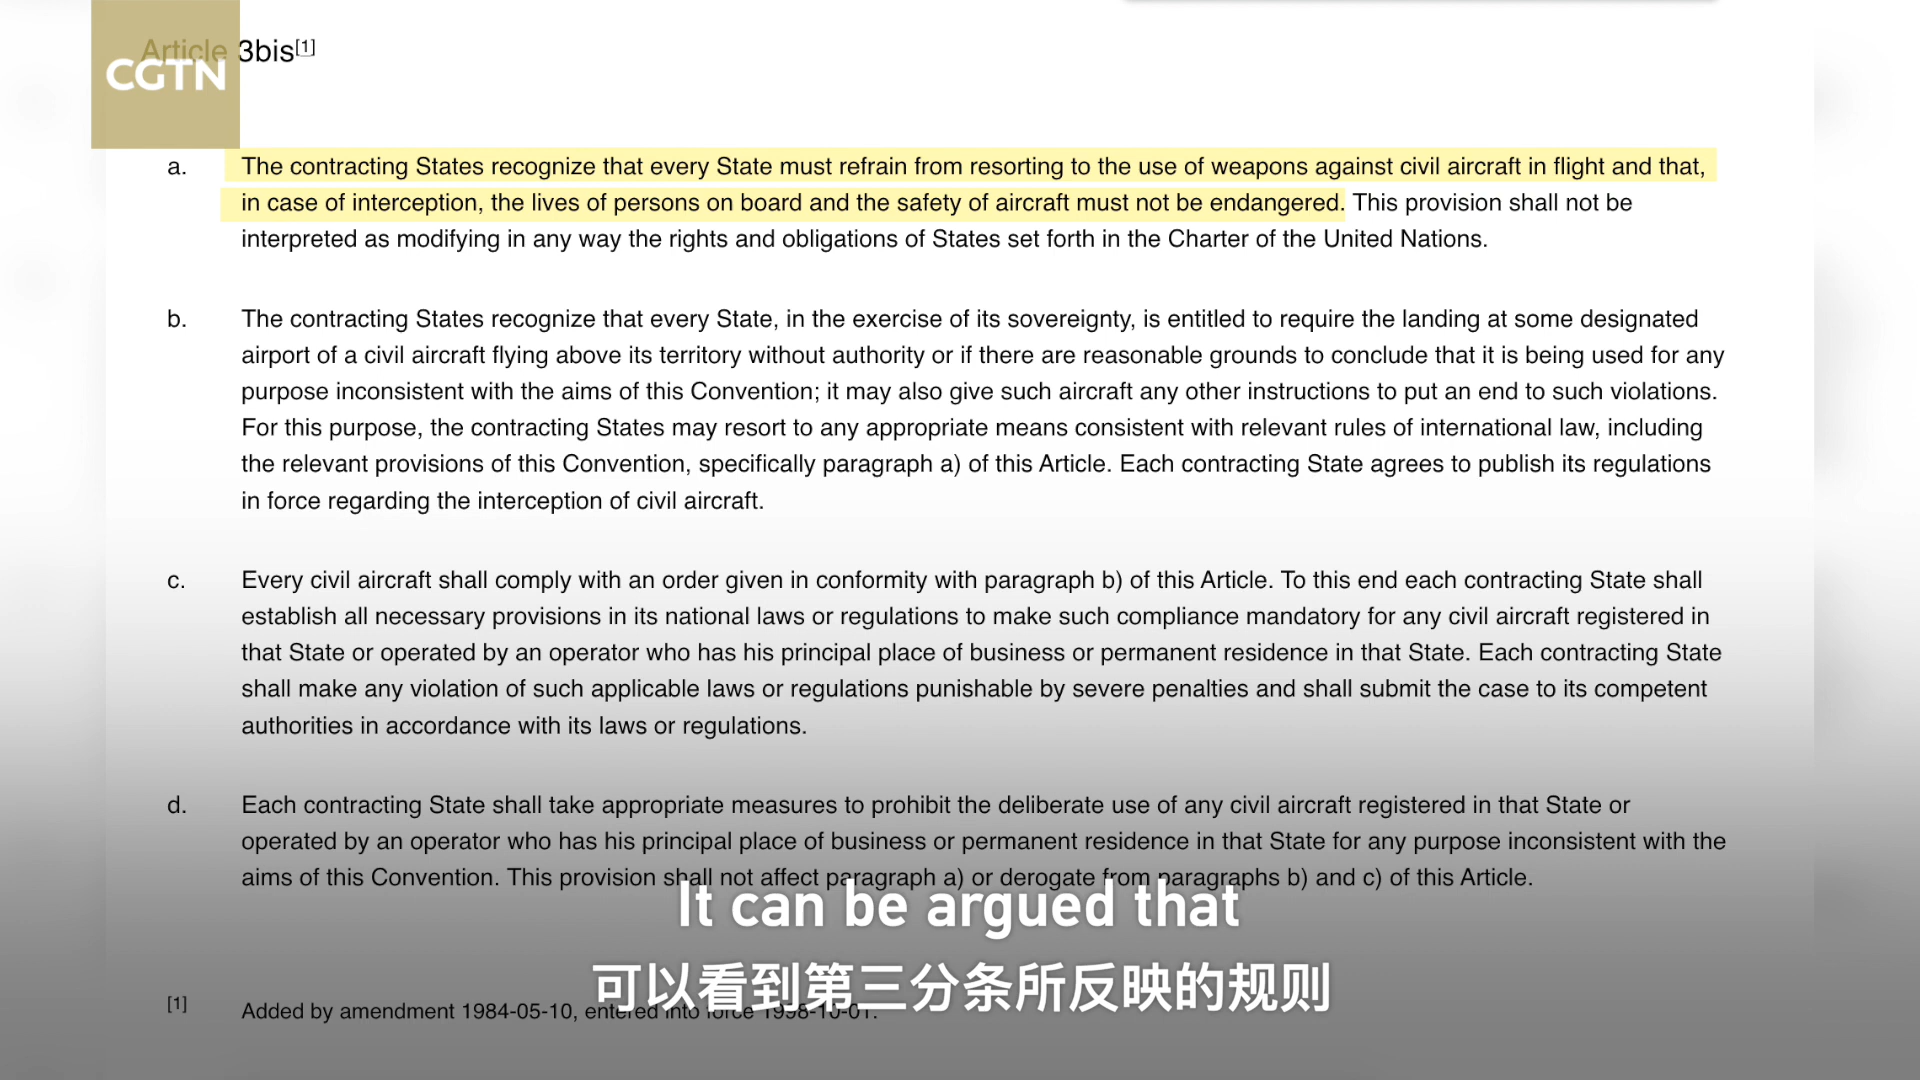 Article 3bis[1]
CGTN
a. The contracting States recognize that every State must refrain from resorting to the use of weapons against civil aircraft in flight and that,
in case of interception, the lives of persons on board and the safety of aircraft must not be endangered. This provision shall not be
interpreted as modifying in any way the rights and obligations of States set forth in the Charter of the United Nations.
b. The contracting States recognize that every State, in the exercise of its sovereignty, is entitled to require the landing at some designated
airport of a civil aircraft flying above its territory without authority or if there are reasonable grounds to conclude that it is being used for any
purpose inconsistent with the aims of this Convention; it may also give such aircraft any other instructions to put an end to such violations.
For this purpose, the contracting States may resort to any appropriate means consistent with relevant rules of international law, including
the relevant provisions of this Convention, specifically paragraph a) of this Article. Each contracting State agrees to publish its regulations
in force regarding the interception of civil aircraft.
c. Every civil aircraft shall comply with an order given in conformity with paragraph b) of this Article. To this end each contracting State shall
establish all necessary provisions in its national laws or regulations to make such compliance mandatory for any civil aircraft registered in
that State or operated by an operator who has his principal place of business or permanent residence in that State. Each contracting State
shall make any violation of such applicable laws or regulations punishable by severe penalties and shall submit the case to its competent
authorities in accordance with its laws or regulations.
d. Each contracting State shall take appropriate measures to prohibit the deliberate use of any civil aircraft registered in that State or
operated by an operator who has his principal place of business or permanent residence in that State for any purpose inconsistent with the
aims of this Convention. This provision shall not affect paragraph a) or derogate from paragraphs b) and c) of this Article.
It can be argued that
可以看到第三分条所反映的规则
[1] Added by amendment 1984-05-10, entered into force 1998-10-01.